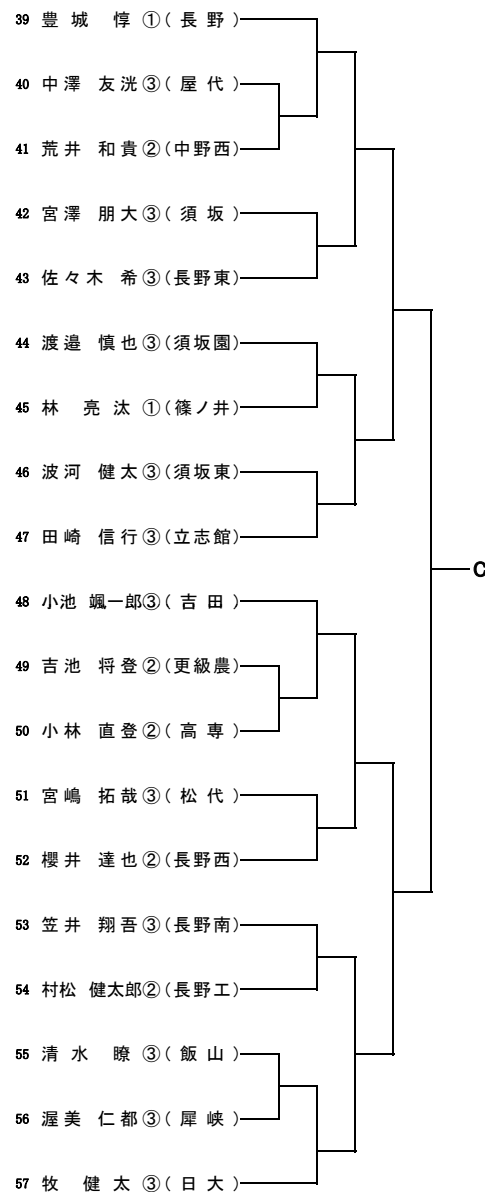 39 豊城 惇①(長野)
40 中澤 友洸③(屋代)
41 荒井 和貴②(中野西)
42 宮澤 朋大③(須坂)
43 佐々木 希③(長野東)
44 渡邉 慎也③(須坂園)
45 林 亮汰①(篠ノ井)
46 波河 健太③(須坂東)
47 田崎 信行③(立志館)
C
48 小池 颯一郎③(吉田)
49 吉池 将登②(更級農)
50 小林 直登②(高専)
51 宮嶋 拓哉③(松代)
52 櫻井 達也②(長野西)
53 笠井 翔吾③(長野南)
54 村松 健太郎②(長野工)
55 清水 瞭③(飯山)
56 渥美 仁都③(犀峡)
57 牧 健太③(日大)